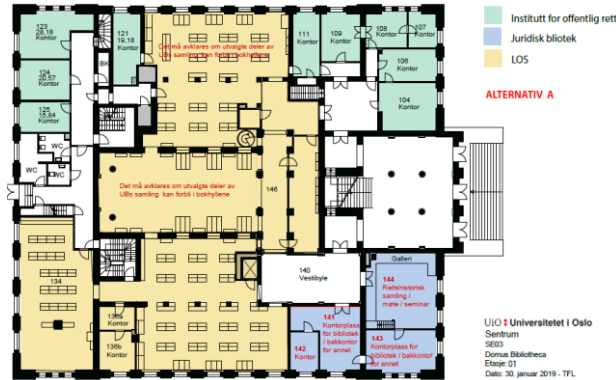 123
28,18
Kontor
124
20,57
Kontor
125
15,84
Kontor
WC
WC
WC
BK
121
19,18
Kontor
Det må avklares om utvalgte deler av
UBs samling kan forbli i bokhyllene
111
Kontor
109
Kontor
108
Kontor
107
Kontor
106
Kontor
104
Kontor
Institutt for offentlig rett
Juridisk bliotek
LOS
ALTERNATIV A
Det må avklares om utvalgte deler av
UBs samling kan forbli i bokhyllene
146
134
136a
Kontor
136b
Kontor
140
Vestibyle
Galleri
144
Rettshistorisk
samling /
møte / seminar
141
Kontorplass
for bibliotek
/ bakkontor
for annet
142
Kontor
143
Kontorplass for
bibliotek /
bakkontor
for annet
UiO Universitetet i Oslo
Sentrum
SE03
Domus Bibliotheca
Etasje: 01
Dato: 30. januar 2019 - TFL